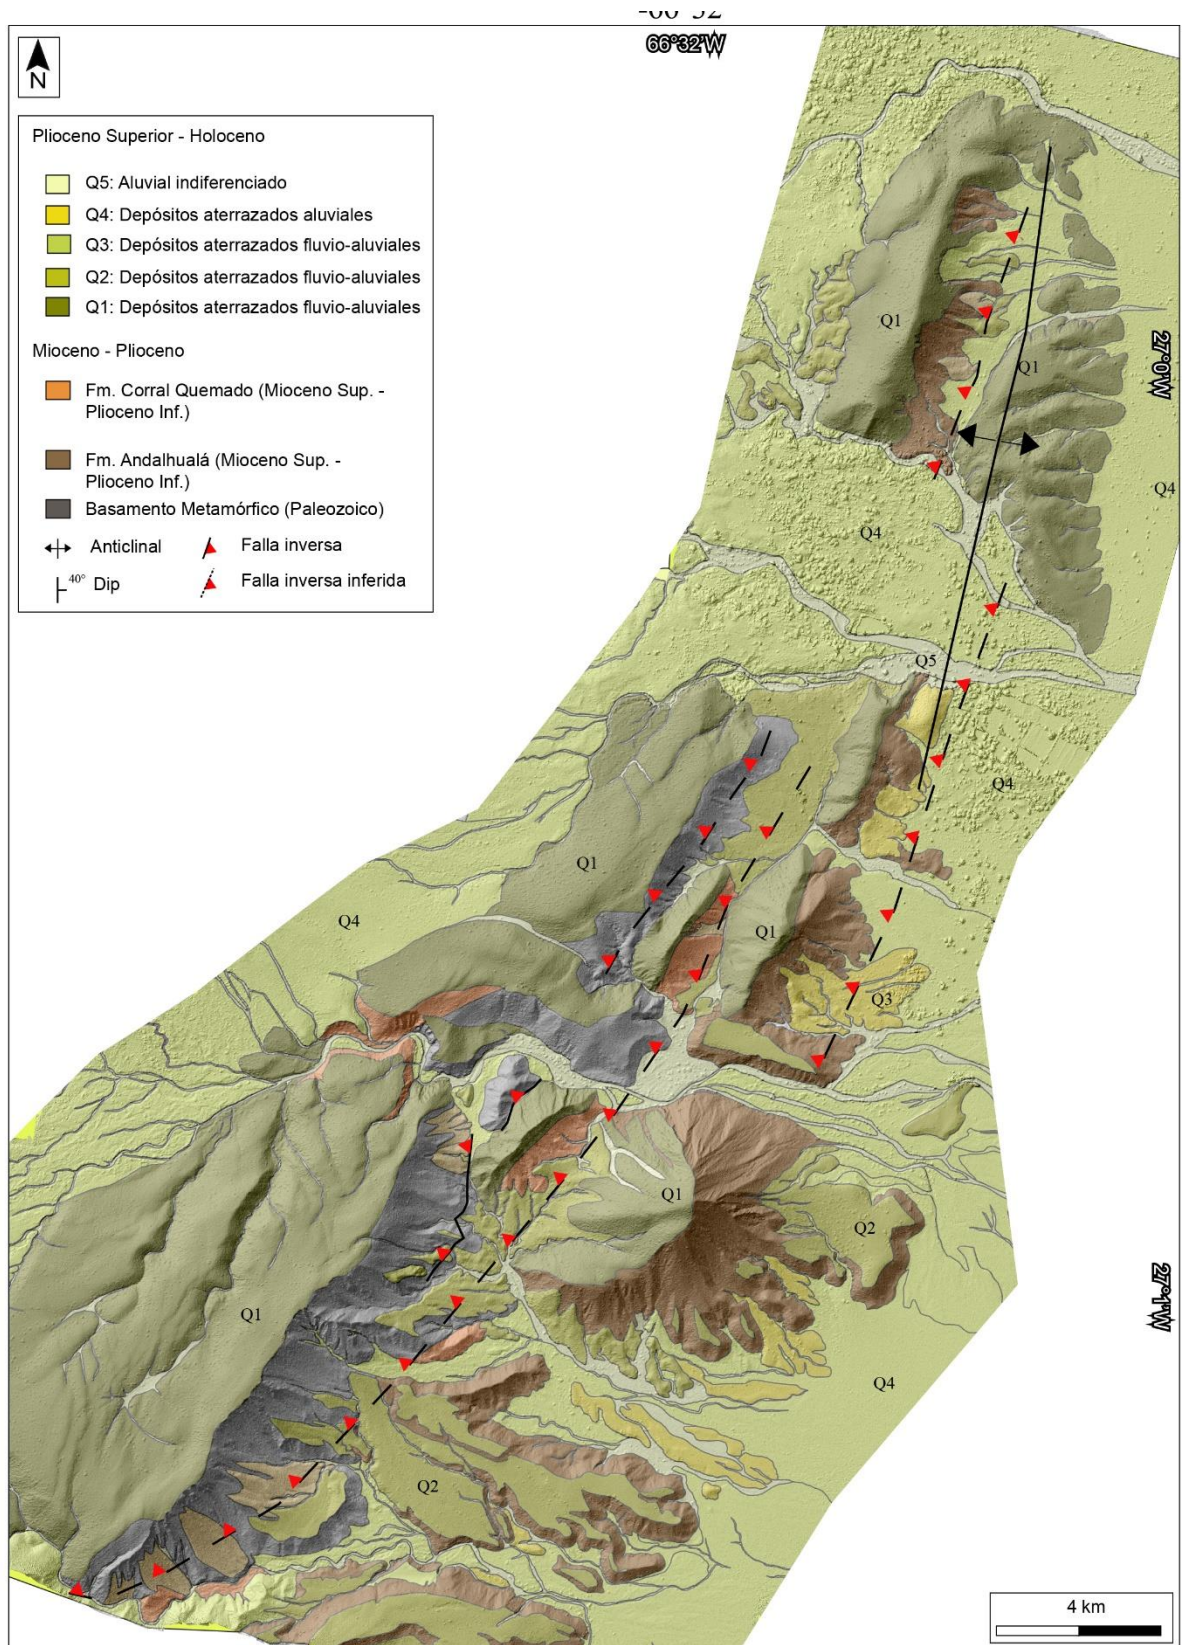 66°32'W
N
Plioceno Superior - Holoceno
Q5: Aluvial indiferenciado
Q4: Depósitos aterrazados aluviales
Q3: Depósitos aterrazados fluvio-aluviales
Q2: Depósitos aterrazados fluvio-aluviales
Q1: Depósitos aterrazados fluvio-aluviales
Mioceno - Plioceno
Fm. Corral Quemado (Mioceno Sup. -
Plioceno Inf.)
Fm. Andalhualá (Mioceno Sup. -
Plioceno Inf.)
Basamento Metamórfico (Paleozoico)
Anticlinal
Falla inversa
40° Dip
Falla inversa inferida
Q1
27°0'W
Q1
Q4
Q4
Q5
Q4
Q1
Q4
Q1
Q3
Q1
Q2
27°4'W
Q1
Q4
Q2
4 km